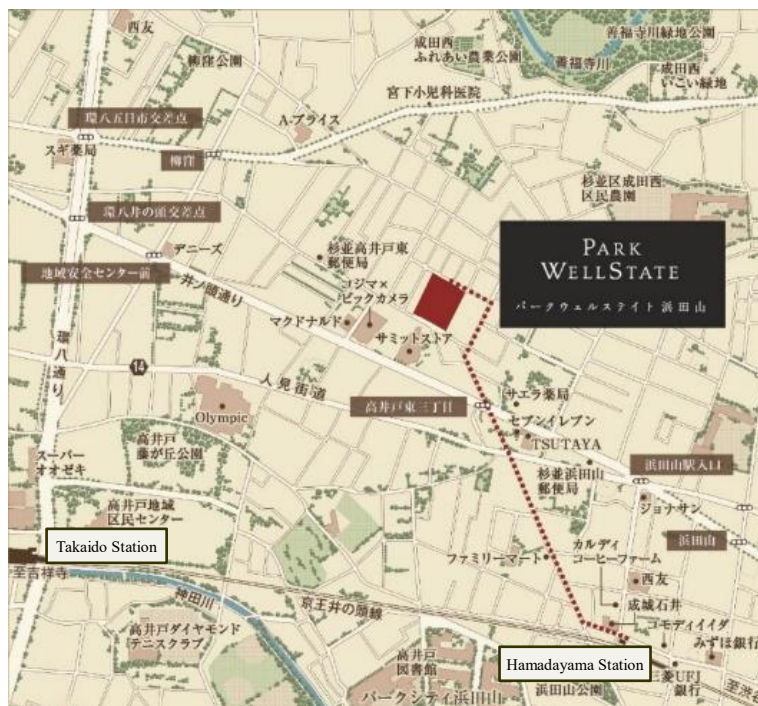 西友
柳窪公園
成田西
ふれあい農業公園
善福寺川
善福寺川緑地公園
成田西
いこい緑地
宮下小児科医院
環八五日市交差点
A-プライス
スギ薬局
柳窪
杉並区成田西
区民農園
環八井の頭交差点
デニーズ
杉並高井戸東
郵便局
PARK
WELLSTATE
パークウェルステイト浜田山
地域安全センター前
井ノ頭通り
コジマ×
ビックカメラ
マクドナルド
サミットストア
環八通り
14
人見街道
Olympic
高井戸東三丁目
サエラ薬局
セブンイレブン
TSUTAYA
高井戸
藤が丘公園
スーパー
オオゼキ
杉並浜田山
郵便局
浜田山駅入口
ジョナサン
高井戸地域
区民センター
浜田山
Takaido Station
ファミリーマート
カルディ
コーヒーファーム
至吉祥寺
西友
神田川
京王井の頭線
成城石井
コモディイイダ
高井戸ダイヤモンド
テニスクラブ
みずほ銀行
Hamadayama Station
高井戸
図書館
三菱UFJ
銀行
パークシティ浜田山
浜田山公園
至渋谷